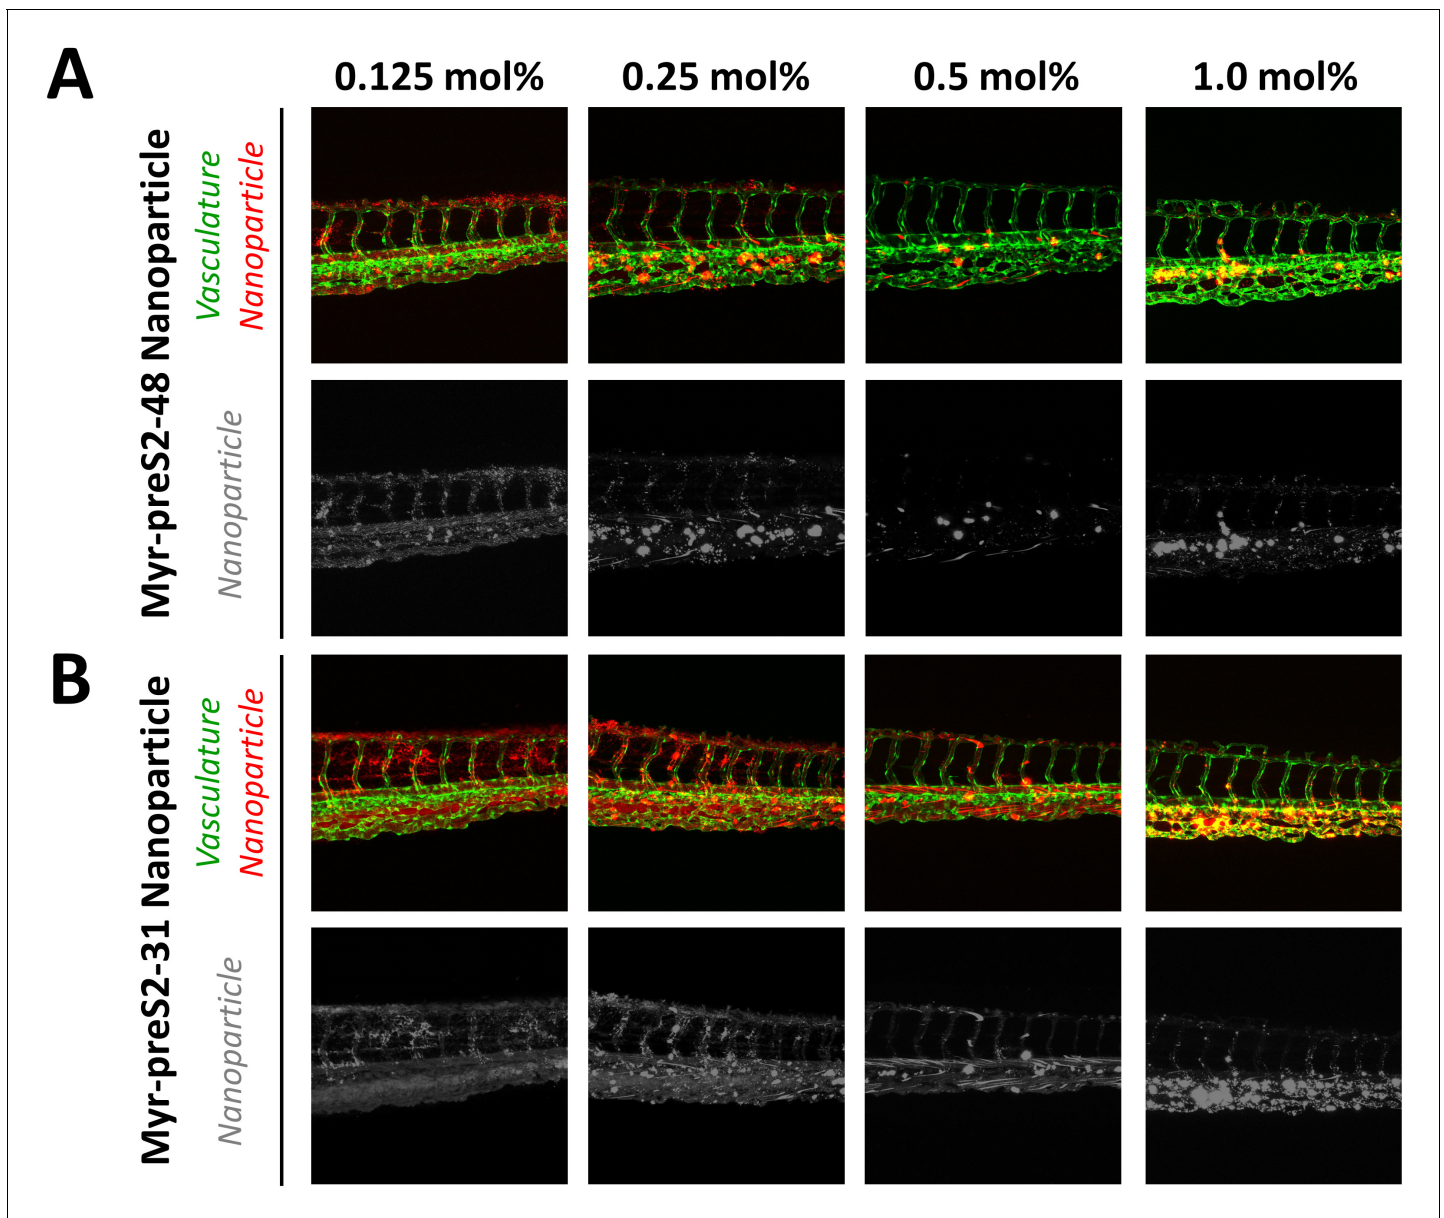 A
0.125 mol%
0.25 mol%
0.5 mol%
1.0 mol%
Myr-preS2-48 Nanoparticle
Vasculature
Nanoparticle
Nanoparticle
B
Myr-preS2-31 Nanoparticle
Vasculature
Nanoparticle
Nanoparticle